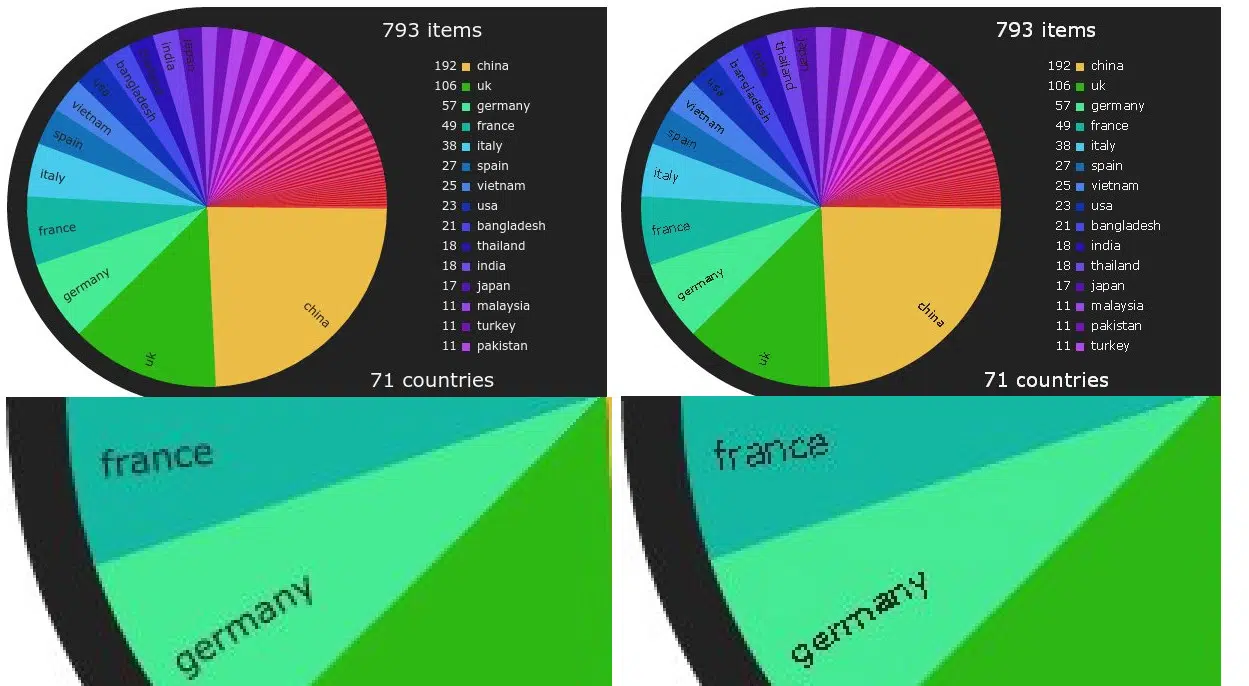 793 items
192 china
106 uk
57 germany
49 france
38 italy
27 spain
25 vietnam
23 usa
21 bangladesh
18 thailand
18 india
17 japan
11 malaysia
11 turkey
11 pakistan
71 countries
japan
india
thailand
bangladesh
usa
vietnam
spain
italy
france
germany
uk
china
793 items
192 china
106 uk
57 germany
49 france
38 italy
27 spain
25 vietnam
23 usa
21 bangladesh
18 india
18 thailand
17 japan
11 malaysia
11 pakistan
11 turkey
71 countries
japan
thailand
india
bangladesh
usa
vietnam
spain
italy
france
germany
uk
china
france
germany
france
germany